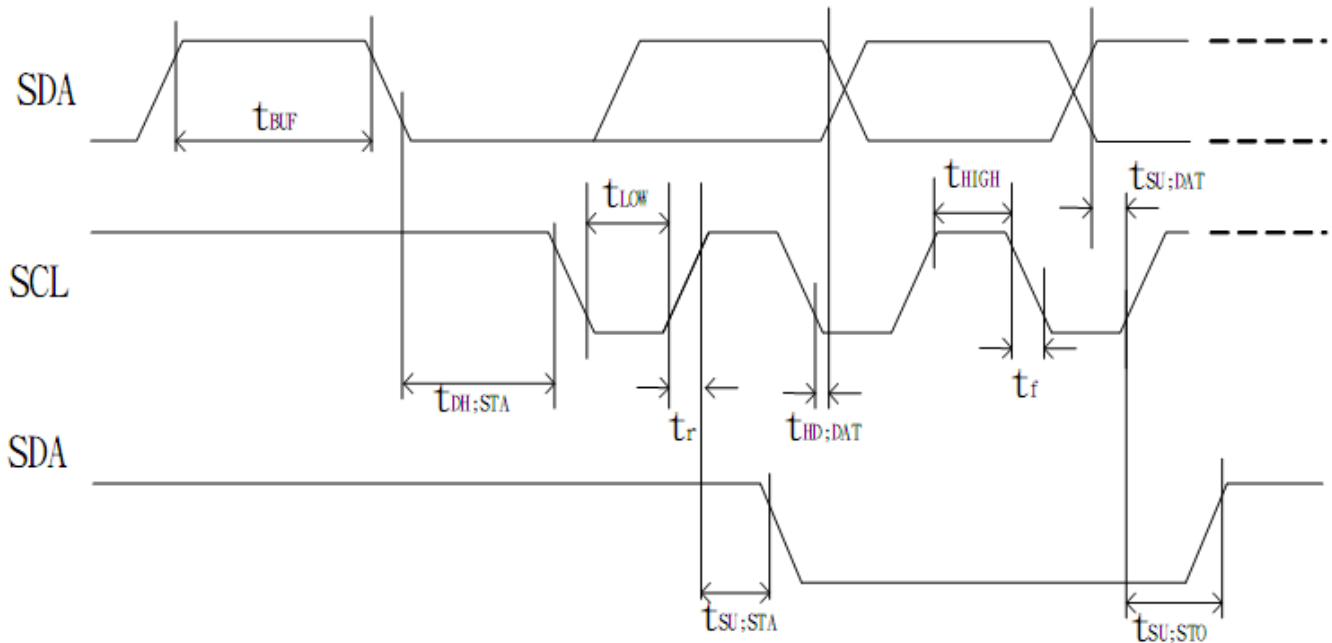 SDA
tBUF
tHIGH
tSU;DAT
tLOW
SCL
tDH;STA
tr
tHD;DAT
tf
SDA
tSU;STA
tSU;STO